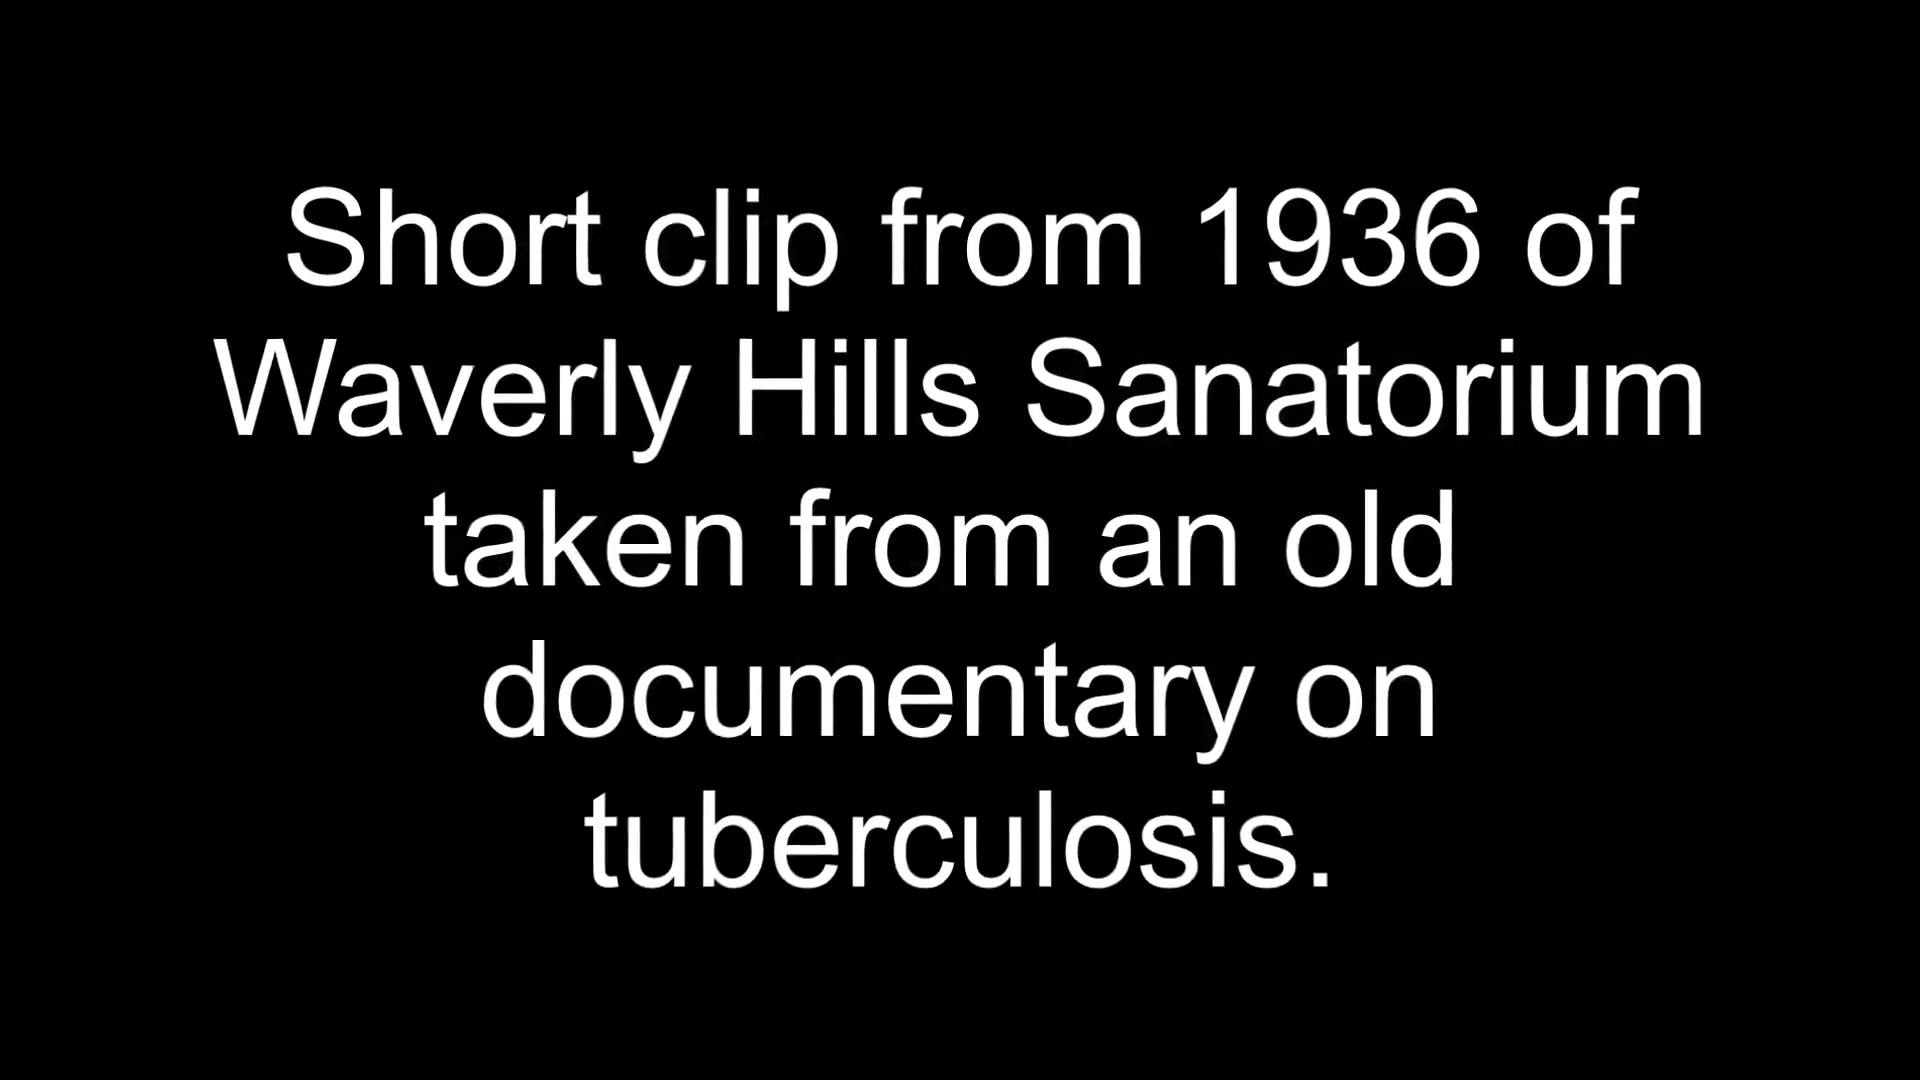 Short clip from 1936 of
Waverly Hills Sanatorium
taken from an old
documentary on
tuberculosis.